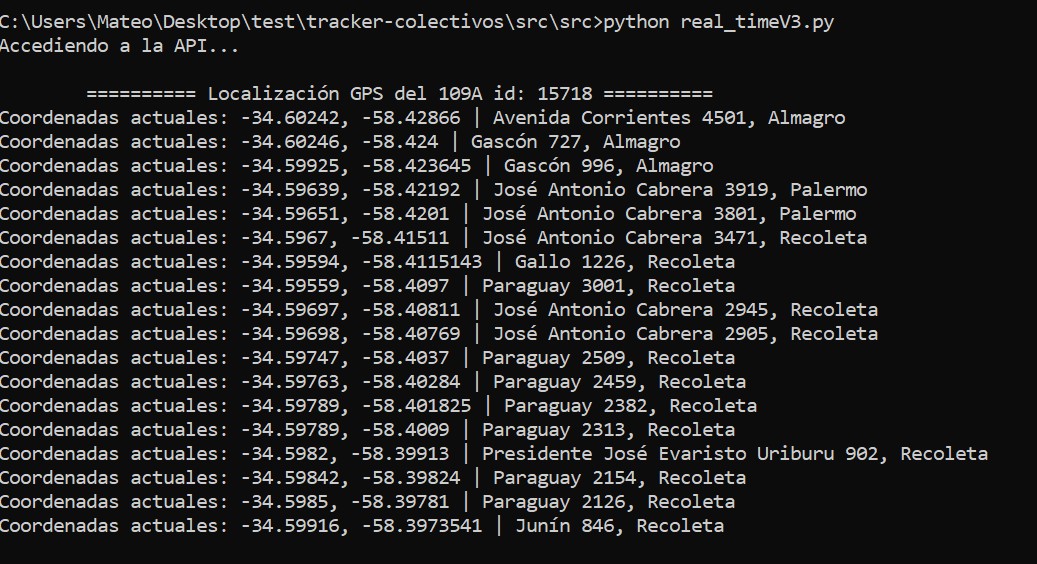 C:\Users\Mateo\Desktop\test\tracker-colectivos\src\src>python real_timeV3.py
Accediendo a la API...
========== Localización GPS del 109A id: 15718 ==========
Coordenadas actuales: -34.60242, -58.42866 | Avenida Corrientes 4501, Almagro
Coordenadas actuales: -34.60246, -58.424 | Gascón 727, Almagro
Coordenadas actuales: -34.59925, -58.423645 | Gascón 996, Almagro
Coordenadas actuales: -34.59639, -58.42192 | José Antonio Cabrera 3919, Palermo
Coordenadas actuales: -34.59651, -58.4201 | José Antonio Cabrera 3801, Palermo
Coordenadas actuales: -34.5967, -58.41511 | José Antonio Cabrera 3471, Recoleta
Coordenadas actuales: -34.59594, -58.4115143 | Gallo 1226, Recoleta
Coordenadas actuales: -34.59559, -58.4097 | Paraguay 3001, Recoleta
Coordenadas actuales: -34.59697, -58.40811 | José Antonio Cabrera 2945, Recoleta
Coordenadas actuales: -34.59698, -58.40769 | José Antonio Cabrera 2905, Recoleta
Coordenadas actuales: -34.59747, -58.4037 | Paraguay 2509, Recoleta
Coordenadas actuales: -34.59763, -58.40284 | Paraguay 2459, Recoleta
Coordenadas actuales: -34.59789, -58.401825 | Paraguay 2382, Recoleta
Coordenadas actuales: -34.59789, -58.4009 | Paraguay 2313, Recoleta
Coordenadas actuales: -34.5982, -58.39913 | Presidente José Evaristo Uriburu 902, Recoleta
Coordenadas actuales: -34.59842, -58.39824 | Paraguay 2154, Recoleta
Coordenadas actuales: -34.5985, -58.39781 | Paraguay 2126, Recoleta
Coordenadas actuales: -34.59916, -58.3973541 | Junín 846, Recoleta